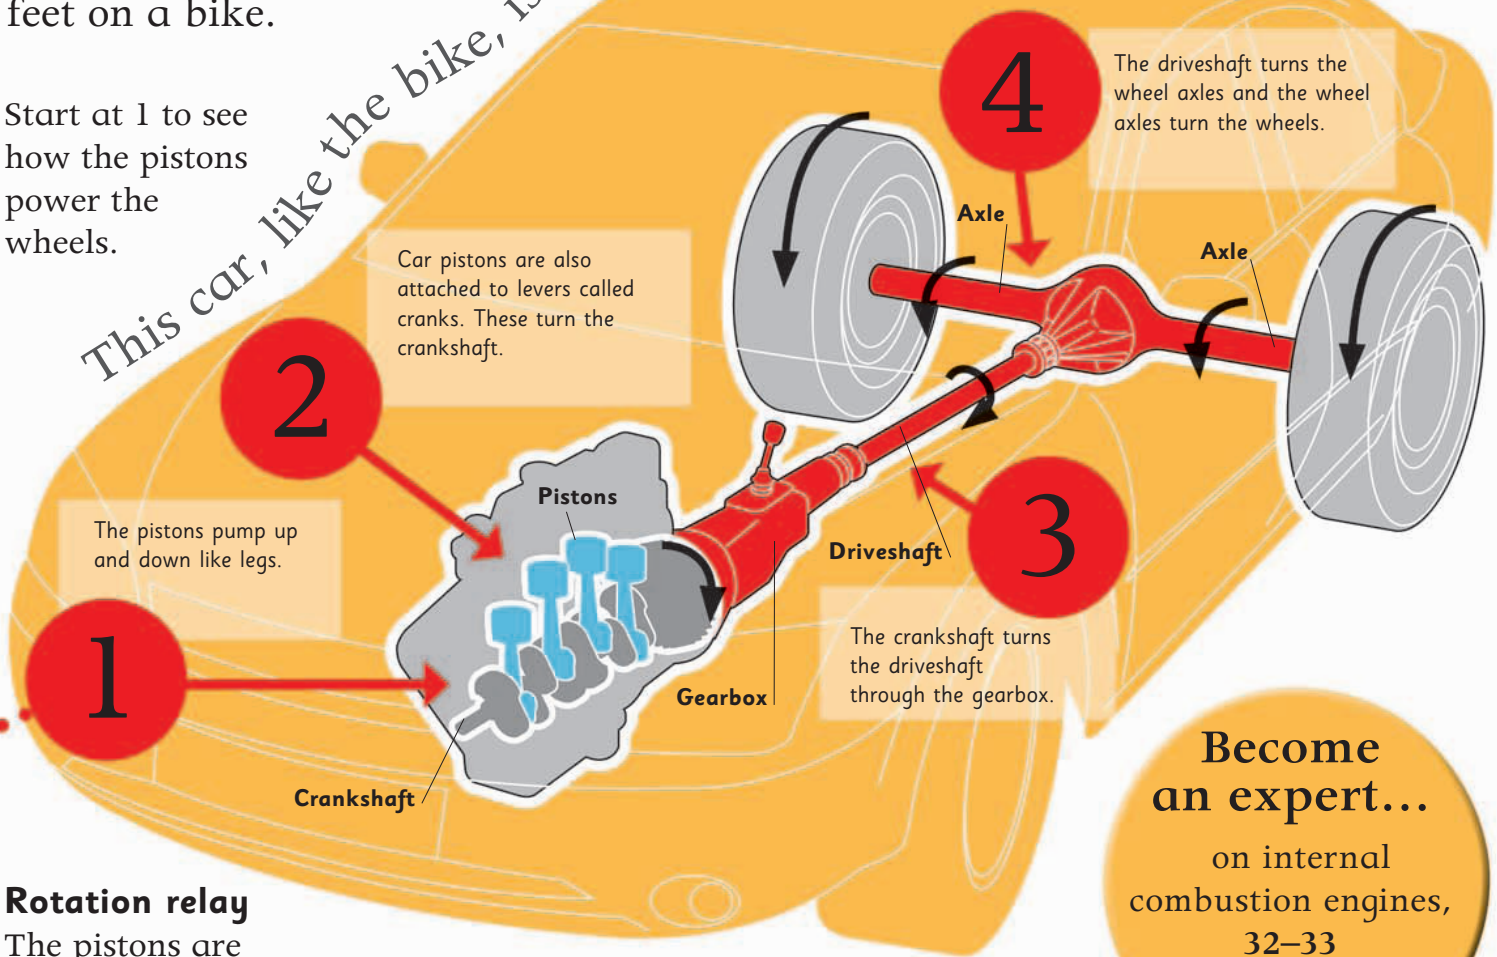 feet on a bike.
Start at 1 to see
how the pistons
power the
wheels.
This car, like the bike, is
4
The driveshaft turns the
wheel axles and the wheel
axles turn the wheels.
Axle
Axle
Car pistons are also
attached to levers called
cranks. These turn the
crankshaft.
2
Pistons
The pistons pump up
and down like legs.
1
Driveshaft
3
The crankshaft turns
the driveshaft
through the gearbox.
Gearbox
Crankshaft
Become
an expert...
on internal
combustion engines,
32–33
Rotation relay
The pistons are